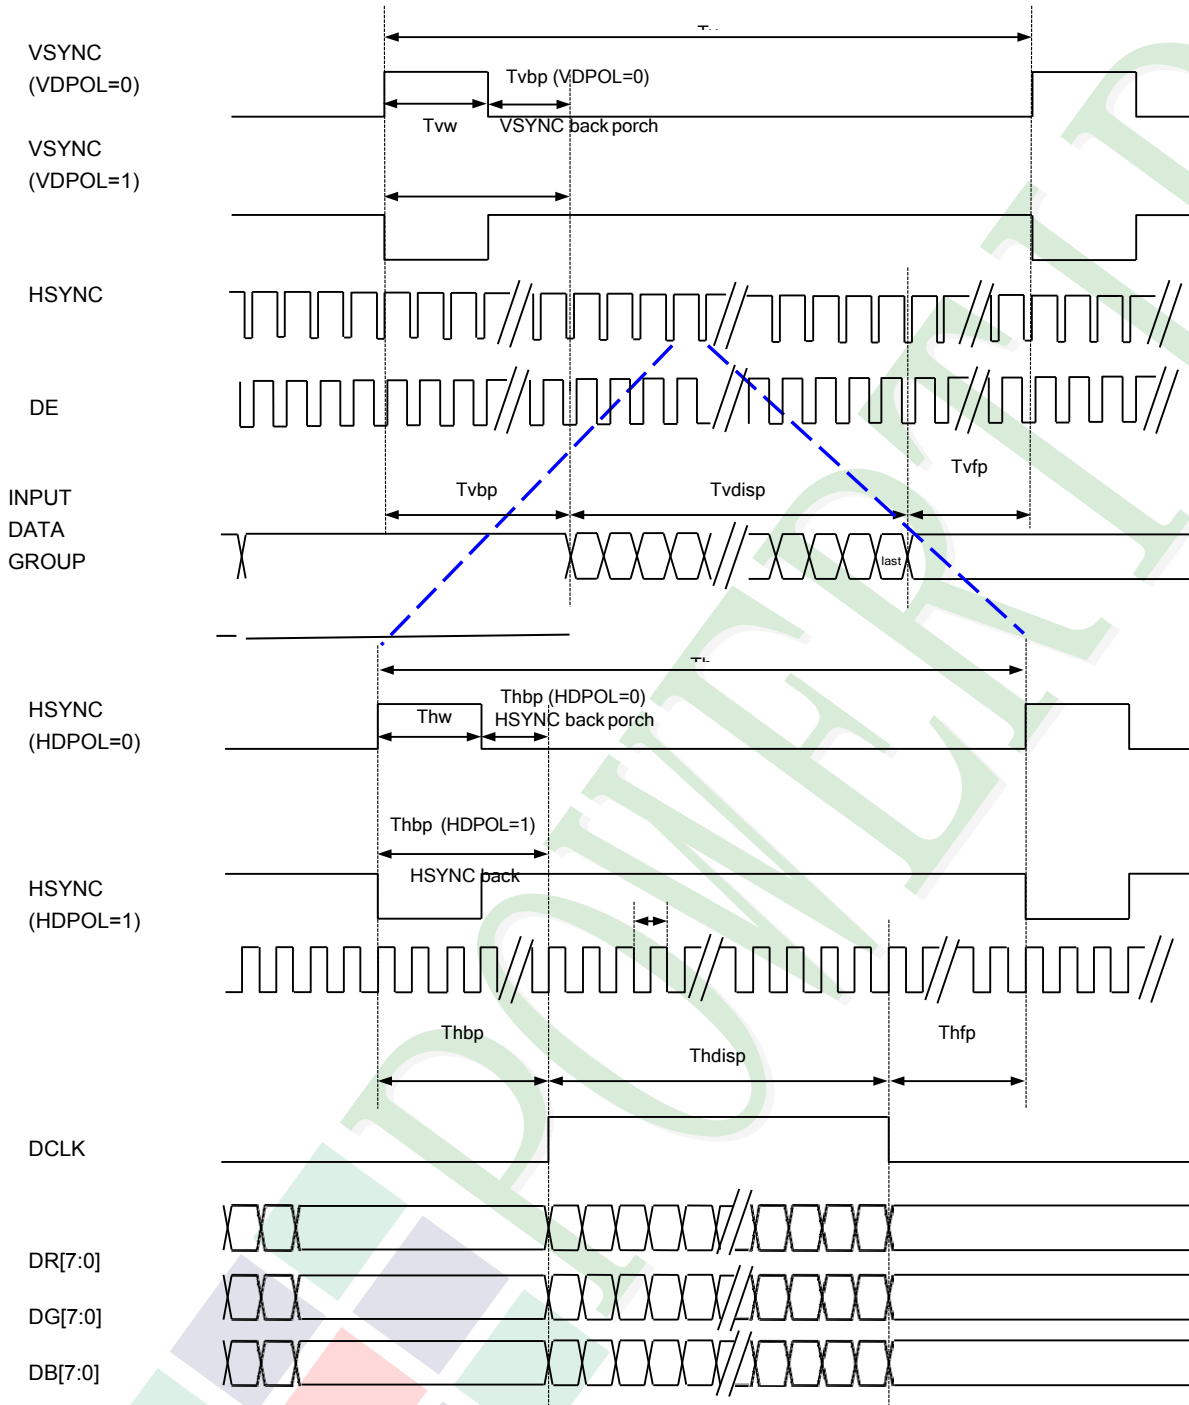 VSYNC
(VDPOL=0)
Tvbp (VDPOL=0)
Tvw
VSYNC back porch
VSYNC
(VDPOL=1)
HSYNC
DE
Tvfp
INPUT
DATA
GROUP
Tvbp
Tvdisp
last
HSYNC
(HDPOL=0)
Thw
Thbp (HDPOL=0)
HSYNC back porch
Thbp (HDPOL=1)
HSYNC back
HSYNC
(HDPOL=1)
Thbp
Thdisp
Thfp
DCLK
DR[7:0]
DG[7:0]
DB[7:0]